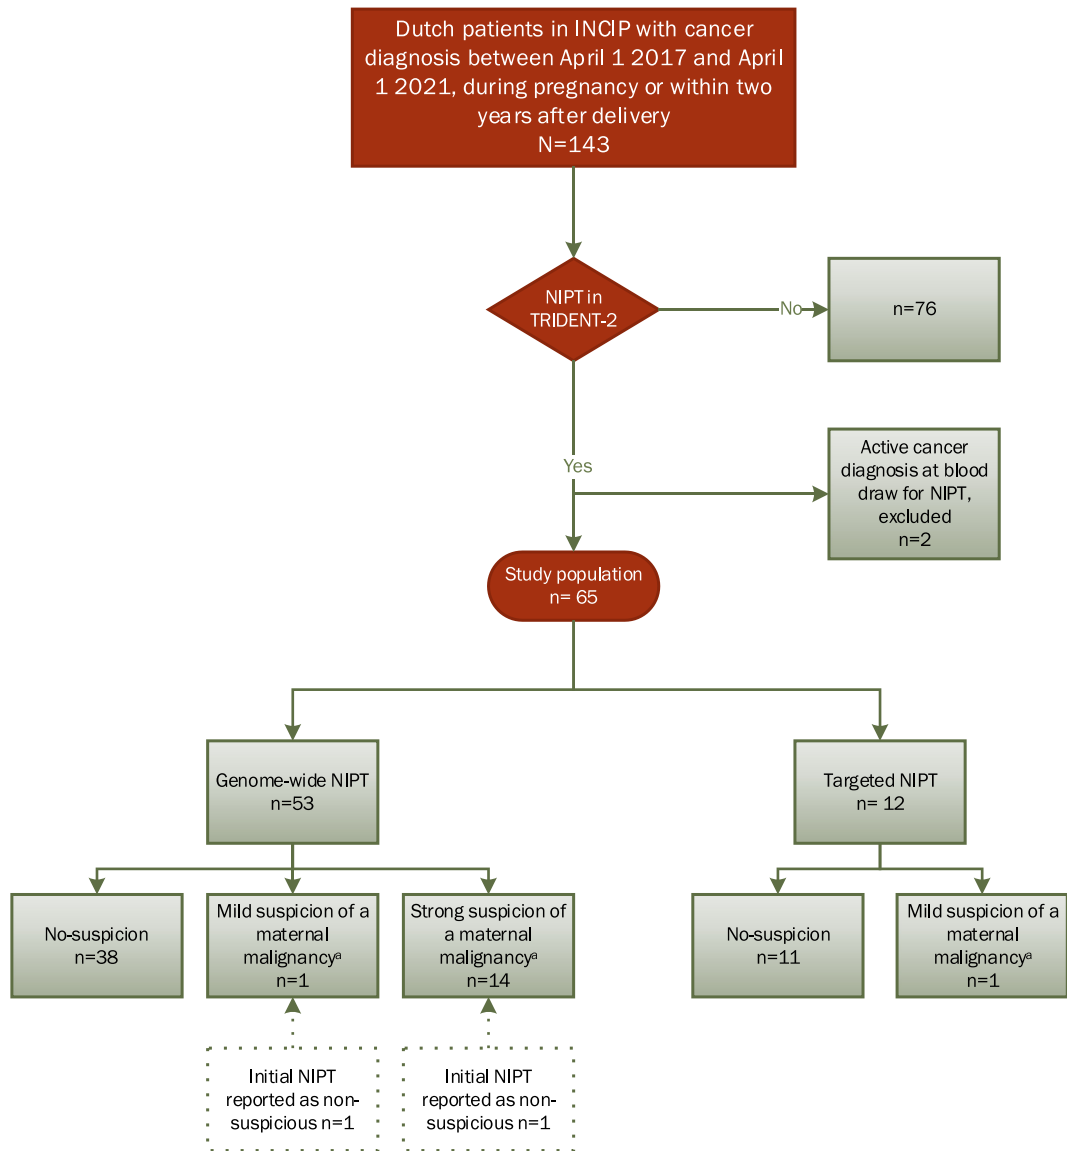 Dutch patients in INCIP with cancer
diagnosis between April 1 2017 and April
1 2021, during pregnancy or within two
years after delivery
N=143
NIPT in
TRIDENT-2
No
n=76
Yes
Active cancer
diagnosis at blood
draw for NIPT,
excluded
n=2
Study population
n= 65
Genome-wide NIPT
n=53
Targeted NIPT
n= 12
No-suspicion
n=38
Mild suspicion of a
maternal
malignancyᵃ
n=1
Strong suspicion of
a maternal
malignancyᵃ
n=14
No-suspicion
n=11
Mild suspicion of a
maternal
malignancyᵃ
n=1
Initial NIPT
reported as non-
suspicious n=1
Initial NIPT
reported as non-
suspicious n=1